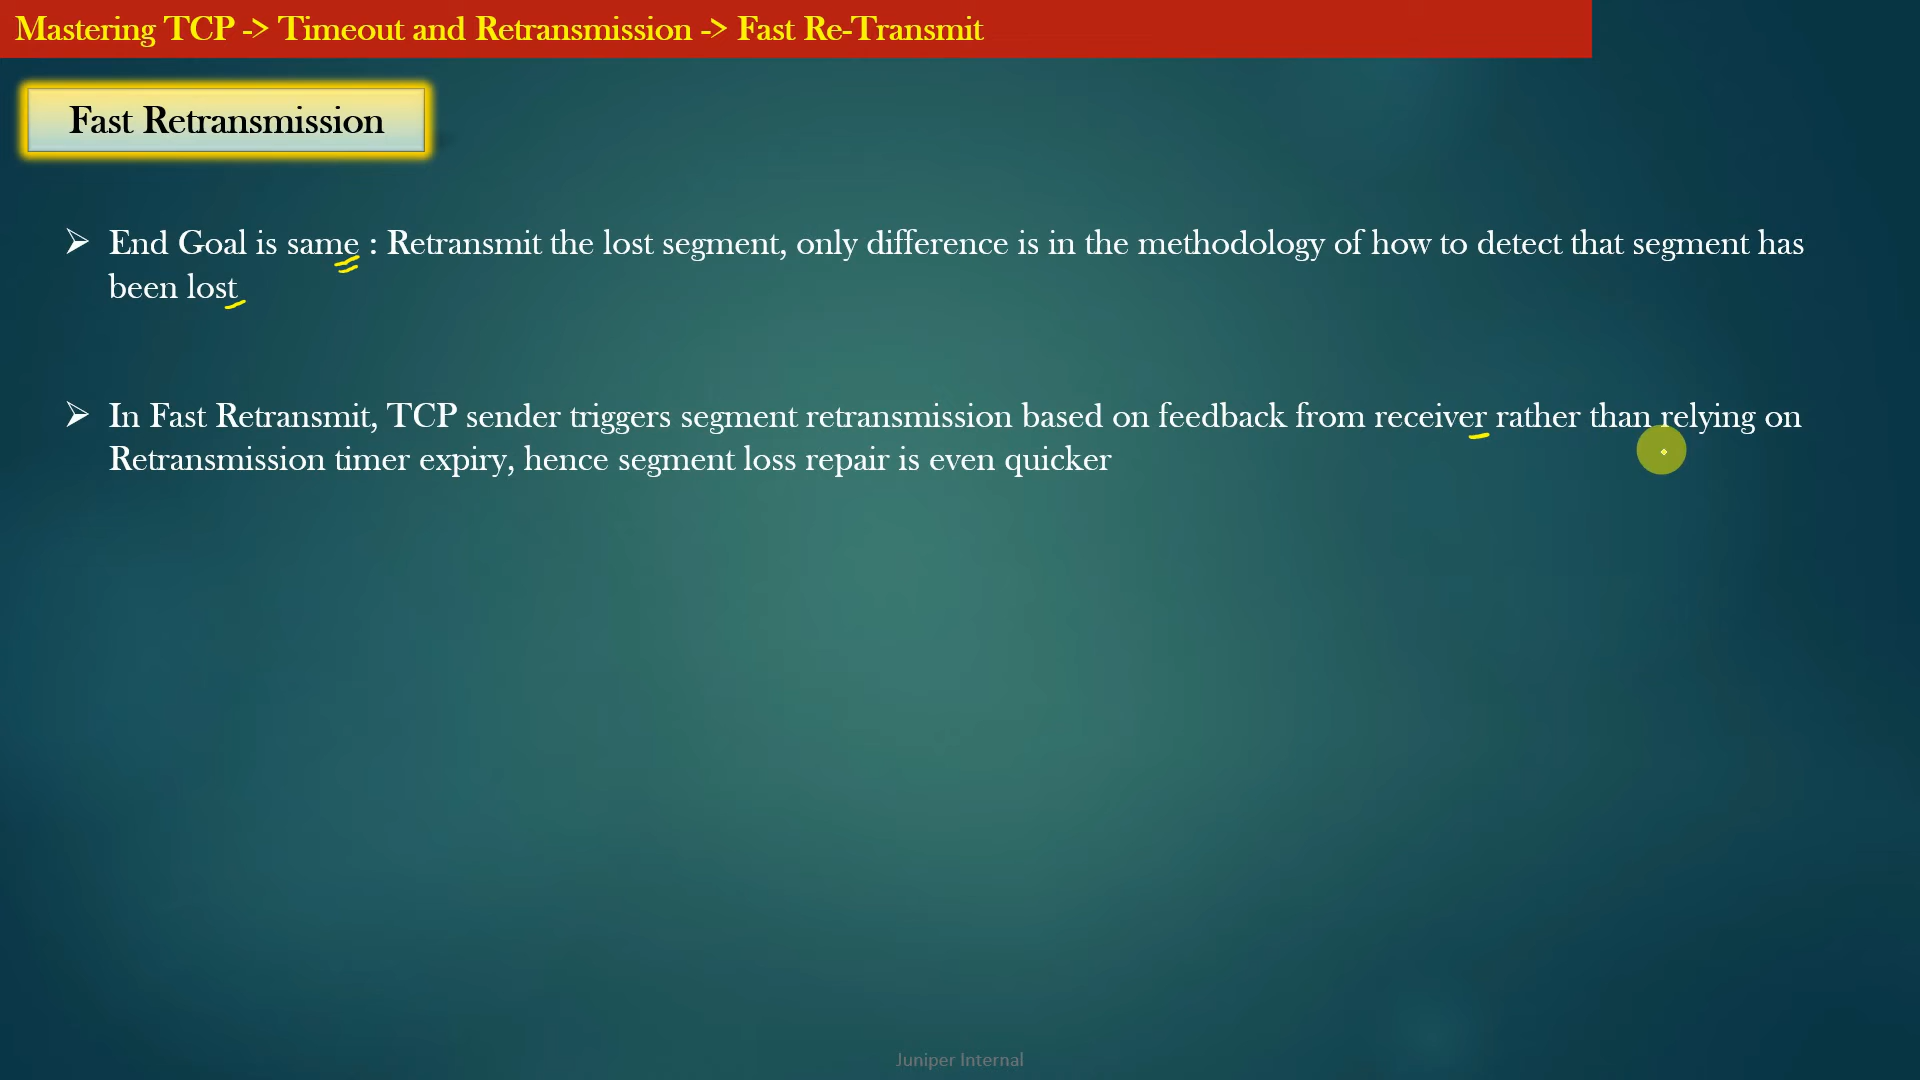 Mastering TCP -> Timeout and Retransmission -> Fast Re-Transmit
Fast Retransmission
➢ End Goal is same : Retransmit the lost segment, only difference is in the methodology of how to detect that segment has
been lost
➢ In Fast Retransmit, TCP sender triggers segment retransmission based on feedback from receiver rather than relying on
Retransmission timer expiry, hence segment loss repair is even quicker
Juniper Internal